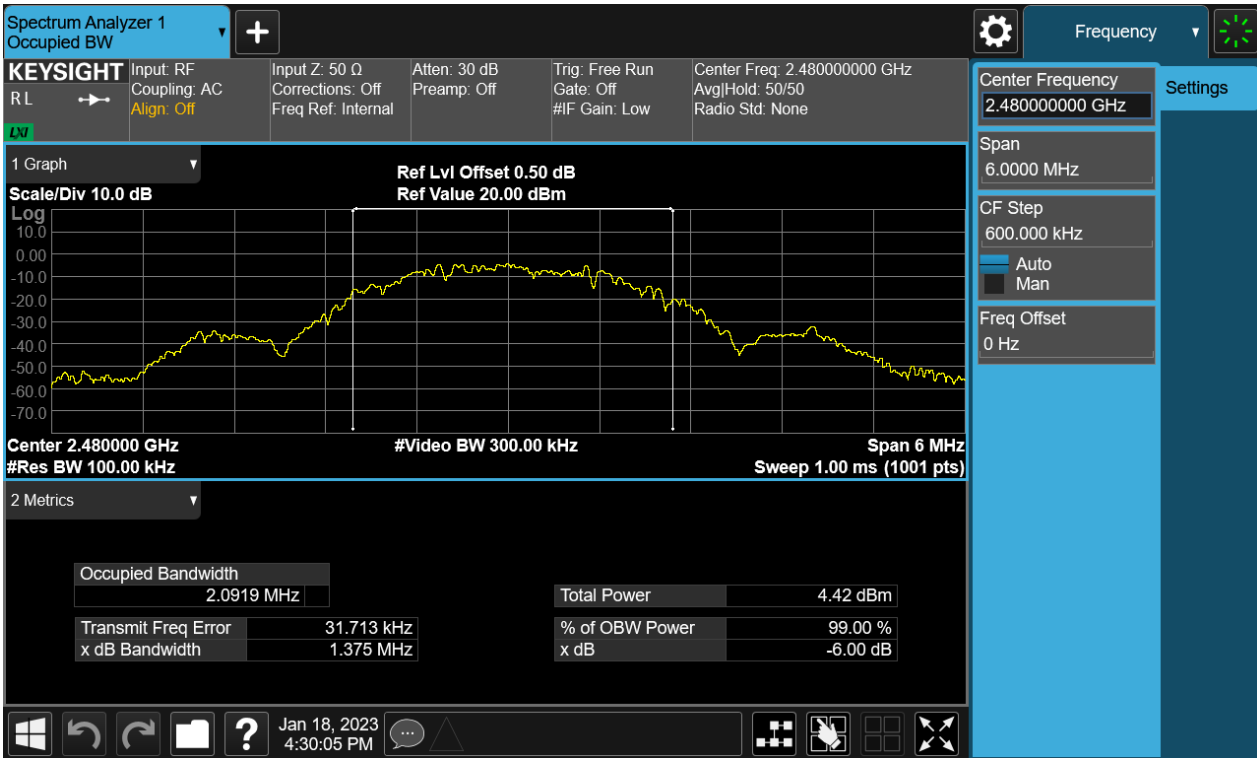 Spectrum Analyzer 1
Occupied BW
▼
+
Frequency
▼
KEYSIGHT
R L
LXI
Input: RF
Coupling: AC
Align: Off
Input Z: 50 Ω
Corrections: Off
Freq Ref: Internal
Atten: 30 dB
Preamp: Off
Trig: Free Run
Gate: Off
#IF Gain: Low
Center Freq: 2.480000000 GHz
Avg|Hold: 50/50
Radio Std: None
Center Frequency
2.480000000 GHz
Settings
Span
6.0000 MHz
CF Step
600.000 kHz
Auto
Man
Freq Offset
0 Hz
1 Graph ▼
Scale/Div 10.0 dB
Ref Lvl Offset 0.50 dB
Ref Value 20.00 dBm
Log
10.0
0.00
-10.0
-20.0
-30.0
-40.0
-50.0
-60.0
-70.0
Center 2.480000 GHz
#Video BW 300.00 kHz
Span 6 MHz
#Res BW 100.00 kHz
Sweep 1.00 ms (1001 pts)
2 Metrics ▼
Occupied Bandwidth
2.0919 MHz
Total Power 4.42 dBm
Transmit Freq Error 31.713 kHz
% of OBW Power 99.00 %
x dB Bandwidth 1.375 MHz
x dB -6.00 dB
?
Jan 18, 2023
4:30:05 PM